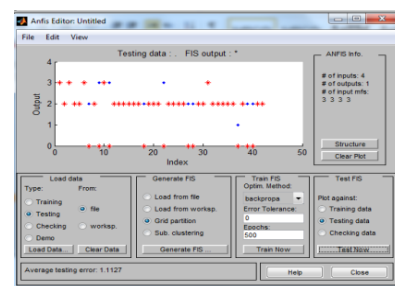 Anfis Editor: Untitled
File Edit View
Testing data : . FIS output : *
4
3
2
1
0
Output
0 10 20 30 40 50
Index
ANFIS Info.
# of inputs: 4
# of outputs: 1
# of input mfs:
3 3 3 3
Structure
Clear Plot
Load data
Type: From:
Training
Testing
Checking
Demo
file
worksp.
Load Data... Clear Data
Generate FIS
Load from file
Load from worksp.
Grid partition
Sub. clustering
Generate FIS ...
Train FIS
Optim. Method:
backpropa
Error Tolerance:
0
Epochs:
500
Train Now
Test FIS
Plot against:
Training data
Testing data
Checking data
Test Now
Average testing error: 1.1127
Help Close